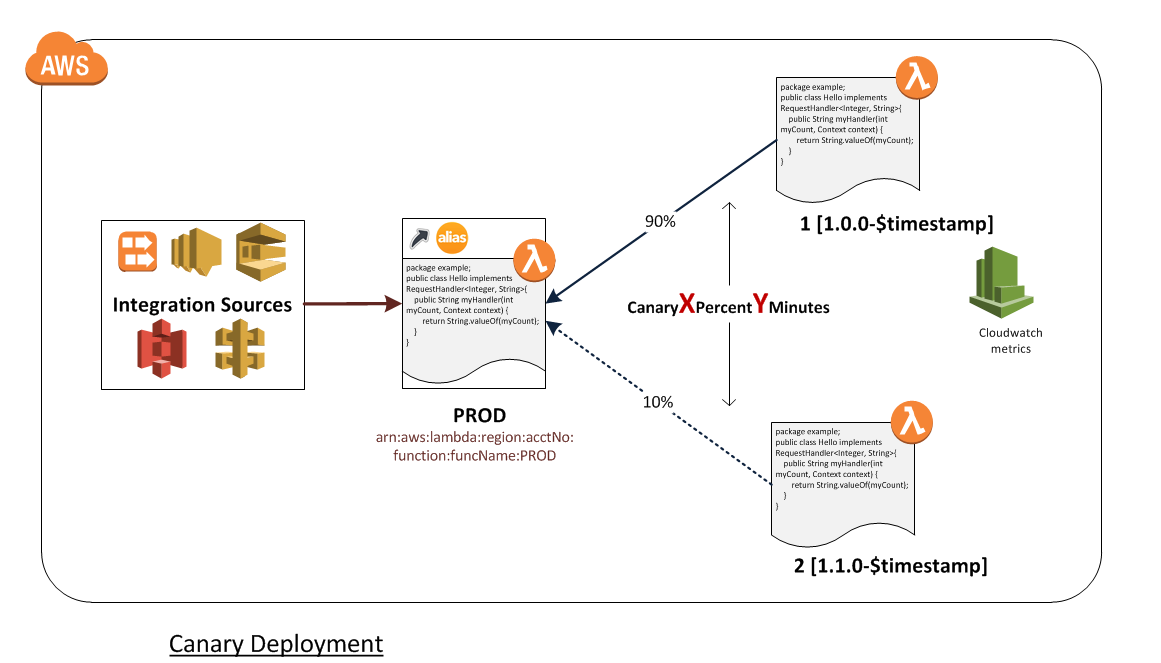 AWS
package example;
public class Hello implements
RequestHandler<Integer, String>{
public String myHandler(int
myCount, Context context) {
return String.valueOf(myCount);
}
}
1 [1.0.0-$timestamp]
90%
Integration Sources
alias
package example;
public class Hello implements
RequestHandler<Integer, String>{
public String myHandler(int
myCount, Context context) {
return String.valueOf(myCount);
}
}
PROD
arn:aws:lambda:region:acctNo:
function:funcName:PROD
CanaryXPercentYMinutes
Cloudwatch
metrics
10%
package example;
public class Hello implements
RequestHandler<Integer, String>{
public String myHandler(int
myCount, Context context) {
return String.valueOf(myCount);
}
}
2 [1.1.0-$timestamp]
Canary Deployment